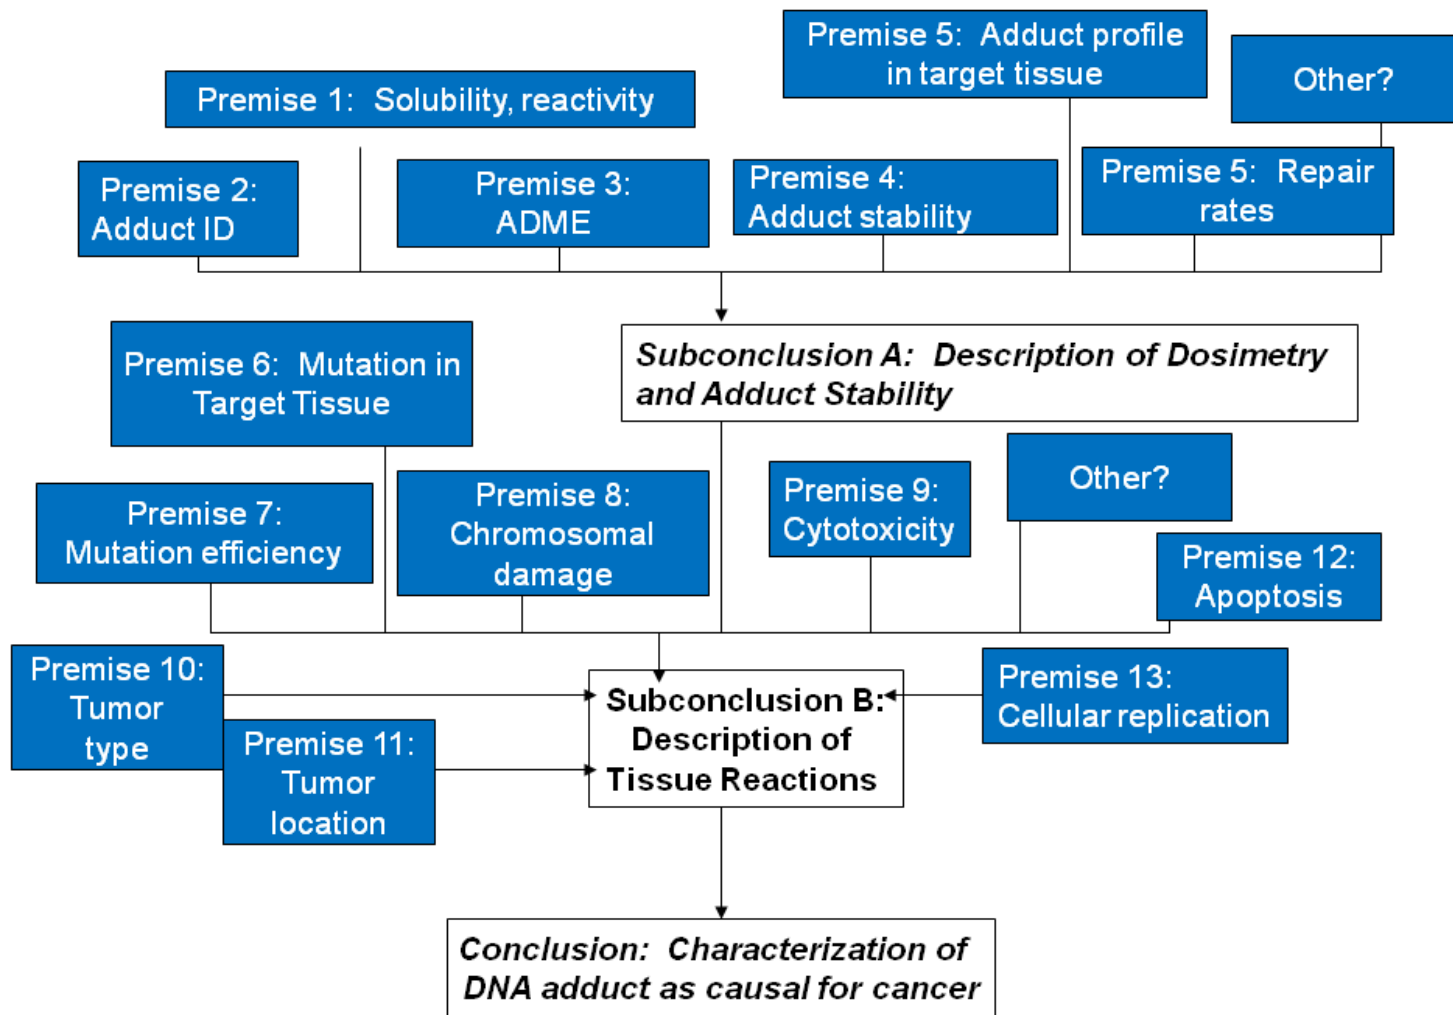 Premise 5: Adduct profile
in target tissue
Other?
Premise 1: Solubility, reactivity
Premise 2:
Adduct ID
Premise 3:
ADME
Premise 4:
Adduct stability
Premise 5: Repair
rates
Subconclusion A: Description of Dosimetry
and Adduct Stability
Premise 6: Mutation in
Target Tissue
Premise 7:
Mutation efficiency
Premise 8:
Chromosomal
damage
Premise 9:
Cytotoxicity
Other?
Premise 12:
Apoptosis
Premise 10:
Tumor
type
Premise 11:
Tumor
location
Subconclusion B:
Description of
Tissue Reactions
Premise 13:
Cellular replication
Conclusion: Characterization of
DNA adduct as causal for cancer